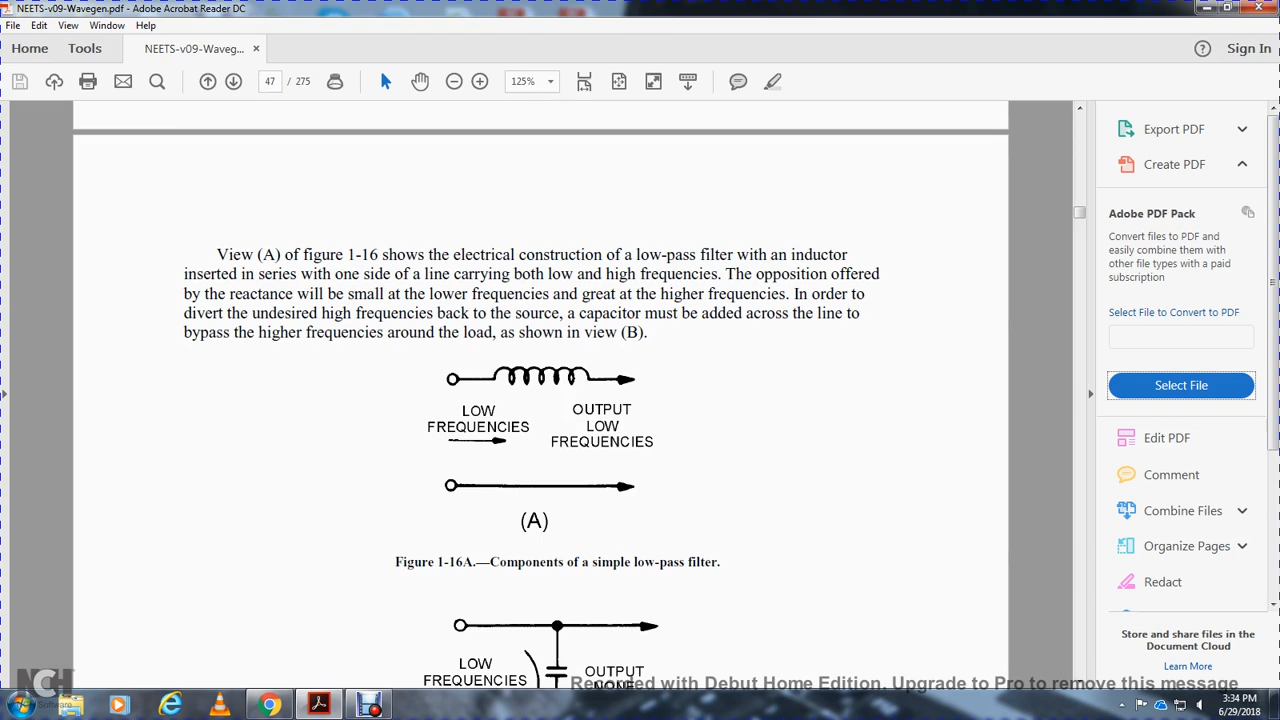 NEETS-v09-Wavegen.pdf - Adobe Acrobat Reader DC
File Edit View Window Help
Home Tools NEETS-v09-Waveg... × Sign In
47 / 275 125%
Export PDF
Create PDF
Adobe PDF Pack
Convert files to PDF and
easily combine them with
other file types with a paid
subscription
Select File to Convert to PDF
Select File
Edit PDF
Comment
Combine Files
Organize Pages
Redact
Store and share files in the
Document Cloud
Learn More
View (A) of figure 1-16 shows the electrical construction of a low-pass filter with an inductor
inserted in series with one side of a line carrying both low and high frequencies. The opposition offered
by the reactance will be small at the lower frequencies and great at the higher frequencies. In order to
divert the undesired high frequencies back to the source, a capacitor must be added across the line to
bypass the higher frequencies around the load, as shown in view (B).
LOW
FREQUENCIES
OUTPUT
LOW
FREQUENCIES
(A)
Figure 1-16A.—Components of a simple low-pass filter.
LOW
FREQUENCIES
OUTPUT
NONE
NCH
Software
Recorded with Debut Home Edition. Upgrade to Pro to remove this message
3:34 PM
6/29/2018